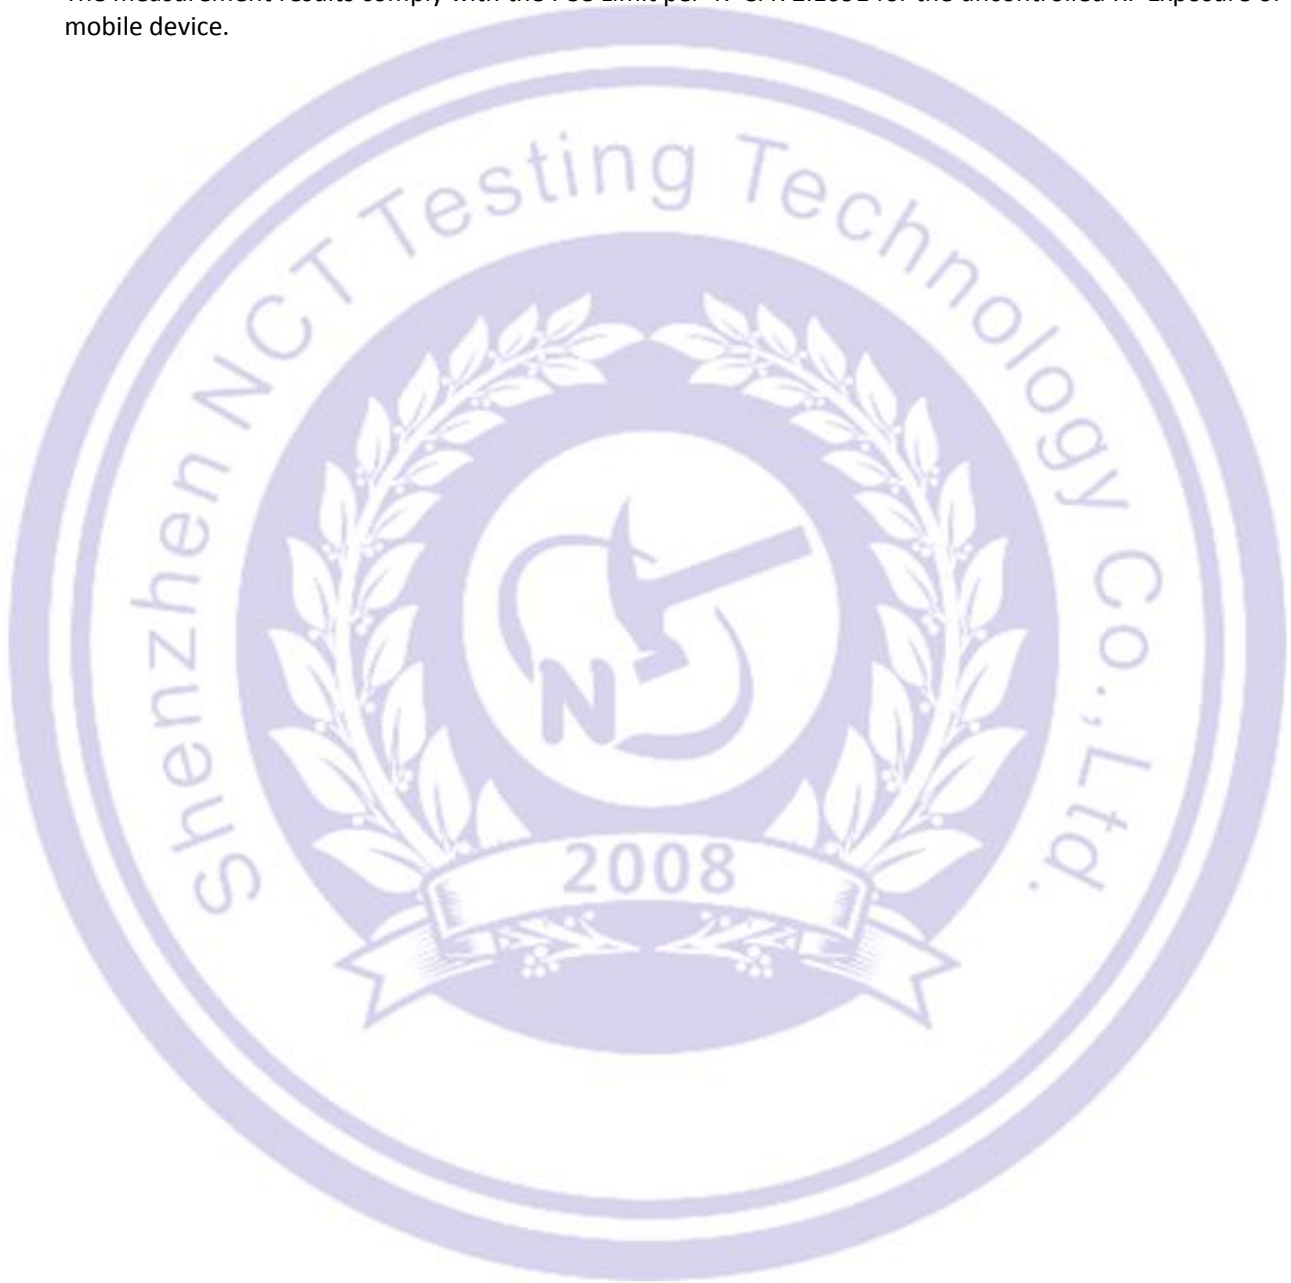 The measurement results comply with the FCC Limit per 47 CFR 2.1091 for the uncontrolled RF Exposure of
mobile device.
Shenzhen NCT Testing Technology Co.,Ltd.
N
2008